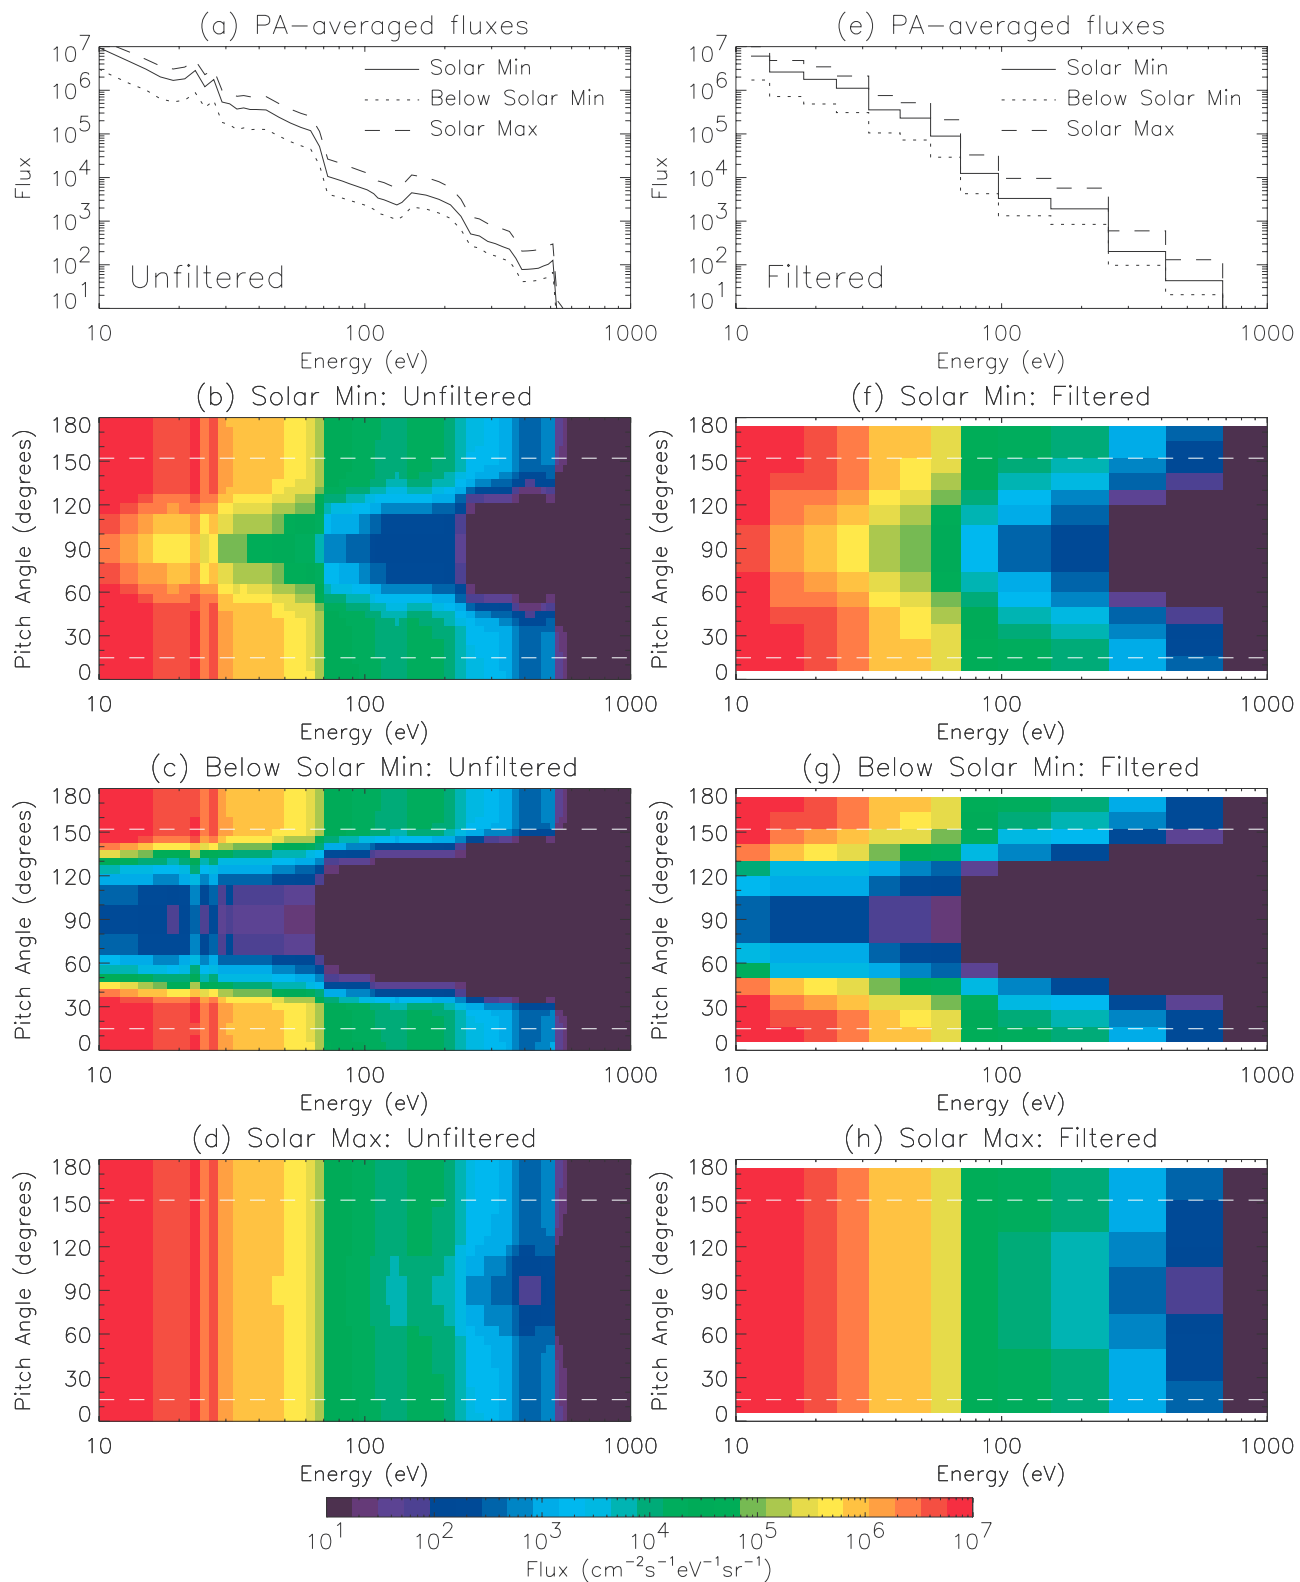 (a) PA-averaged fluxes
10^7
10^6
10^5
10^4
10^3
10^2
10^1
Flux
Solar Min
Below Solar Min
Solar Max
Unfiltered
10 100 1000
Energy (eV)
(e) PA-averaged fluxes
10^7
10^6
10^5
10^4
10^3
10^2
10^1
Flux
Solar Min
Below Solar Min
Solar Max
Filtered
10 100 1000
Energy (eV)
(b) Solar Min: Unfiltered
180
150
120
90
60
30
0
Pitch Angle (degrees)
10 100 1000
Energy (eV)
(f) Solar Min: Filtered
180
150
120
90
60
30
0
Pitch Angle (degrees)
10 100 1000
Energy (eV)
(c) Below Solar Min: Unfiltered
180
150
120
90
60
30
0
Pitch Angle (degrees)
10 100 1000
Energy (eV)
(g) Below Solar Min: Filtered
180
150
120
90
60
30
0
Pitch Angle (degrees)
10 100 1000
Energy (eV)
(d) Solar Max: Unfiltered
180
150
120
90
60
30
0
Pitch Angle (degrees)
10 100 1000
Energy (eV)
(h) Solar Max: Filtered
180
150
120
90
60
30
0
Pitch Angle (degrees)
10 100 1000
Energy (eV)
10^1 10^2 10^3 10^4 10^5 10^6 10^7
Flux (cm^-2s^-1eV^-1sr^-1)